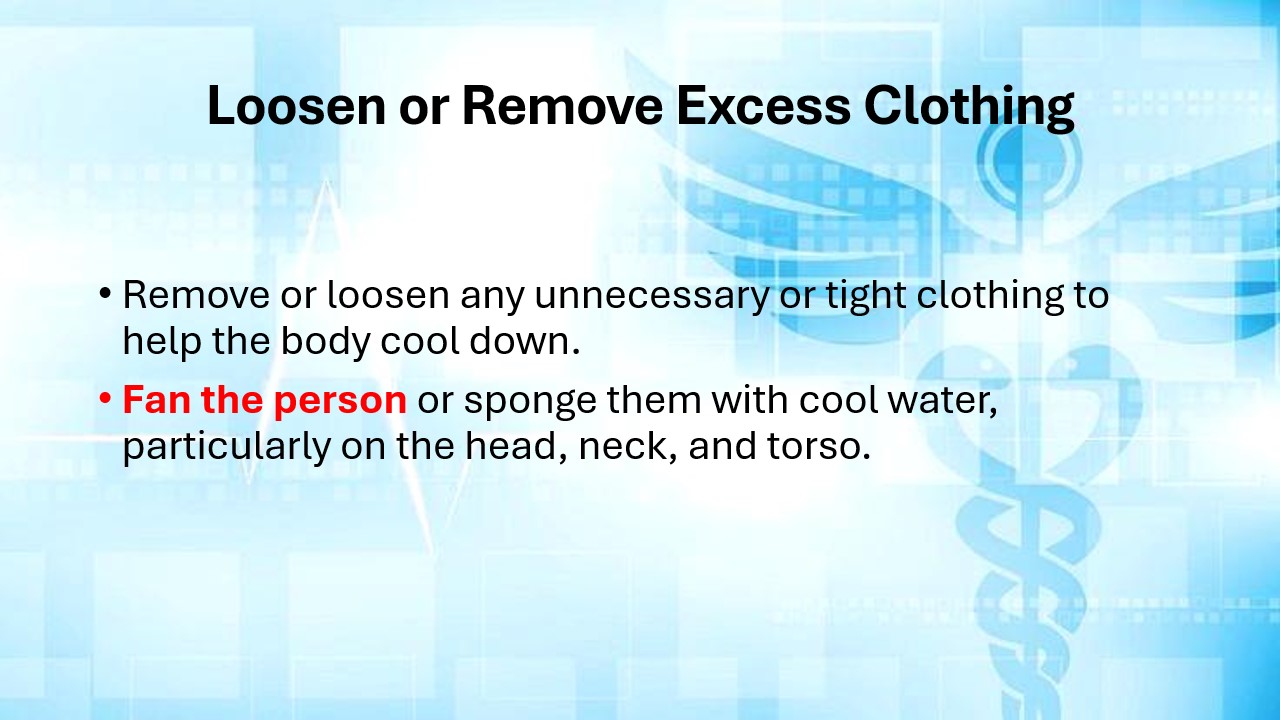 Loosen or Remove Excess Clothing
• Remove or loosen any unnecessary or tight clothing to
help the body cool down.
• Fan the person or sponge them with cool water,
particularly on the head, neck, and torso.